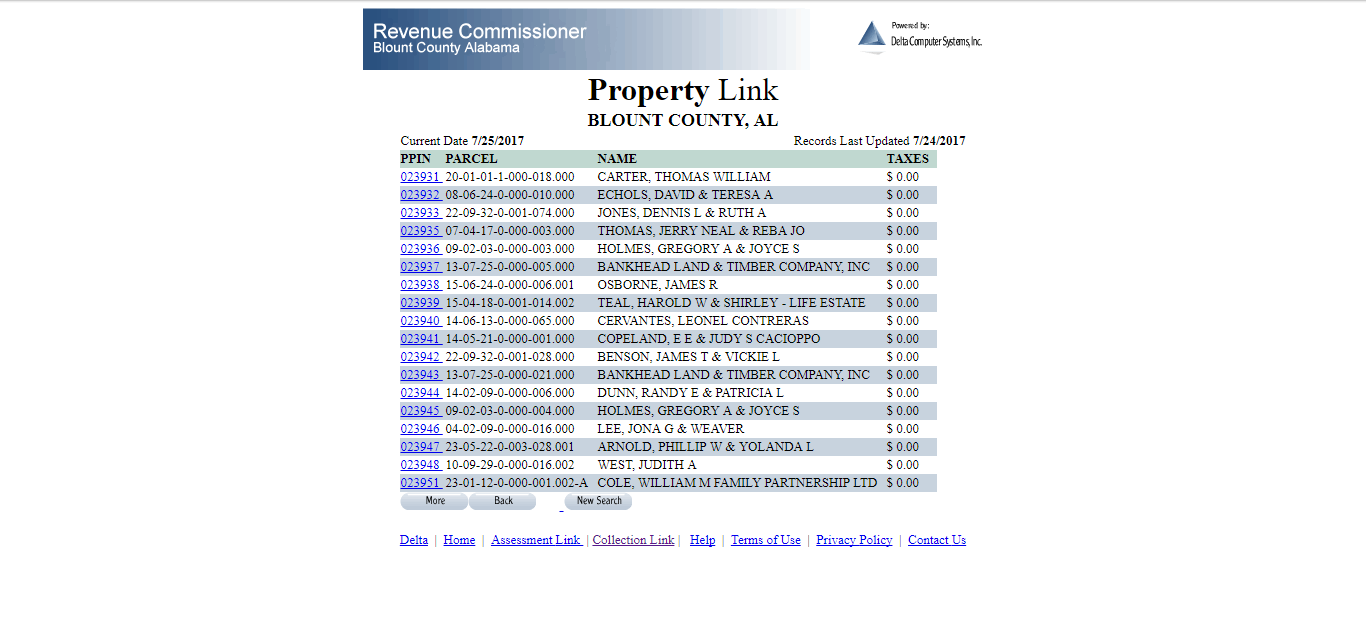 Revenue Commissioner
Blount County Alabama
Powered by:
Delta Computer Systems, Inc.
Property Link
BLOUNT COUNTY, AL
Current Date 7/25/2017 Records Last Updated 7/24/2017
PPIN PARCEL NAME TAXES
023931 20-01-01-1-000-018.000 CARTER, THOMAS WILLIAM $ 0.00
023932 08-06-24-0-000-010.000 ECHOLS, DAVID & TERESA A $ 0.00
023933 22-09-32-0-001-074.000 JONES, DENNIS L & RUTH A $ 0.00
023935 07-04-17-0-000-003.000 THOMAS, JERRY NEAL & REBA JO $ 0.00
023936 09-02-03-0-000-003.000 HOLMES, GREGORY A & JOYCE S $ 0.00
023937 13-07-25-0-000-005.000 BANKHEAD LAND & TIMBER COMPANY, INC $ 0.00
023938 15-06-24-0-000-006.001 OSBORNE, JAMES R $ 0.00
023939 15-04-18-0-001-014.002 TEAL, HAROLD W & SHIRLEY - LIFE ESTATE $ 0.00
023940 14-06-13-0-000-065.000 CERVANTES, LEONEL CONTRERAS $ 0.00
023941 14-05-21-0-000-001.000 COPELAND, E E & JUDY S CACIOPPO $ 0.00
023942 22-09-32-0-001-028.000 BENSON, JAMES T & VICKIE L $ 0.00
023943 13-07-25-0-000-021.000 BANKHEAD LAND & TIMBER COMPANY, INC $ 0.00
023944 14-02-09-0-000-006.000 DUNN, RANDY E & PATRICIA L $ 0.00
023945 09-02-03-0-000-004.000 HOLMES, GREGORY A & JOYCE S $ 0.00
023946 04-02-09-0-000-016.000 LEE, JONA G & WEAVER $ 0.00
023947 23-05-22-0-003-028.001 ARNOLD, PHILLIP W & YOLANDA L $ 0.00
023948 10-09-29-0-000-016.002 WEST, JUDITH A $ 0.00
023951 23-01-12-0-000-001.002-A COLE, WILLIAM M FAMILY PARTNERSHIP LTD $ 0.00
More Back New Search
Delta | Home | Assessment Link | Collection Link | Help | Terms of Use | Privacy Policy | Contact Us